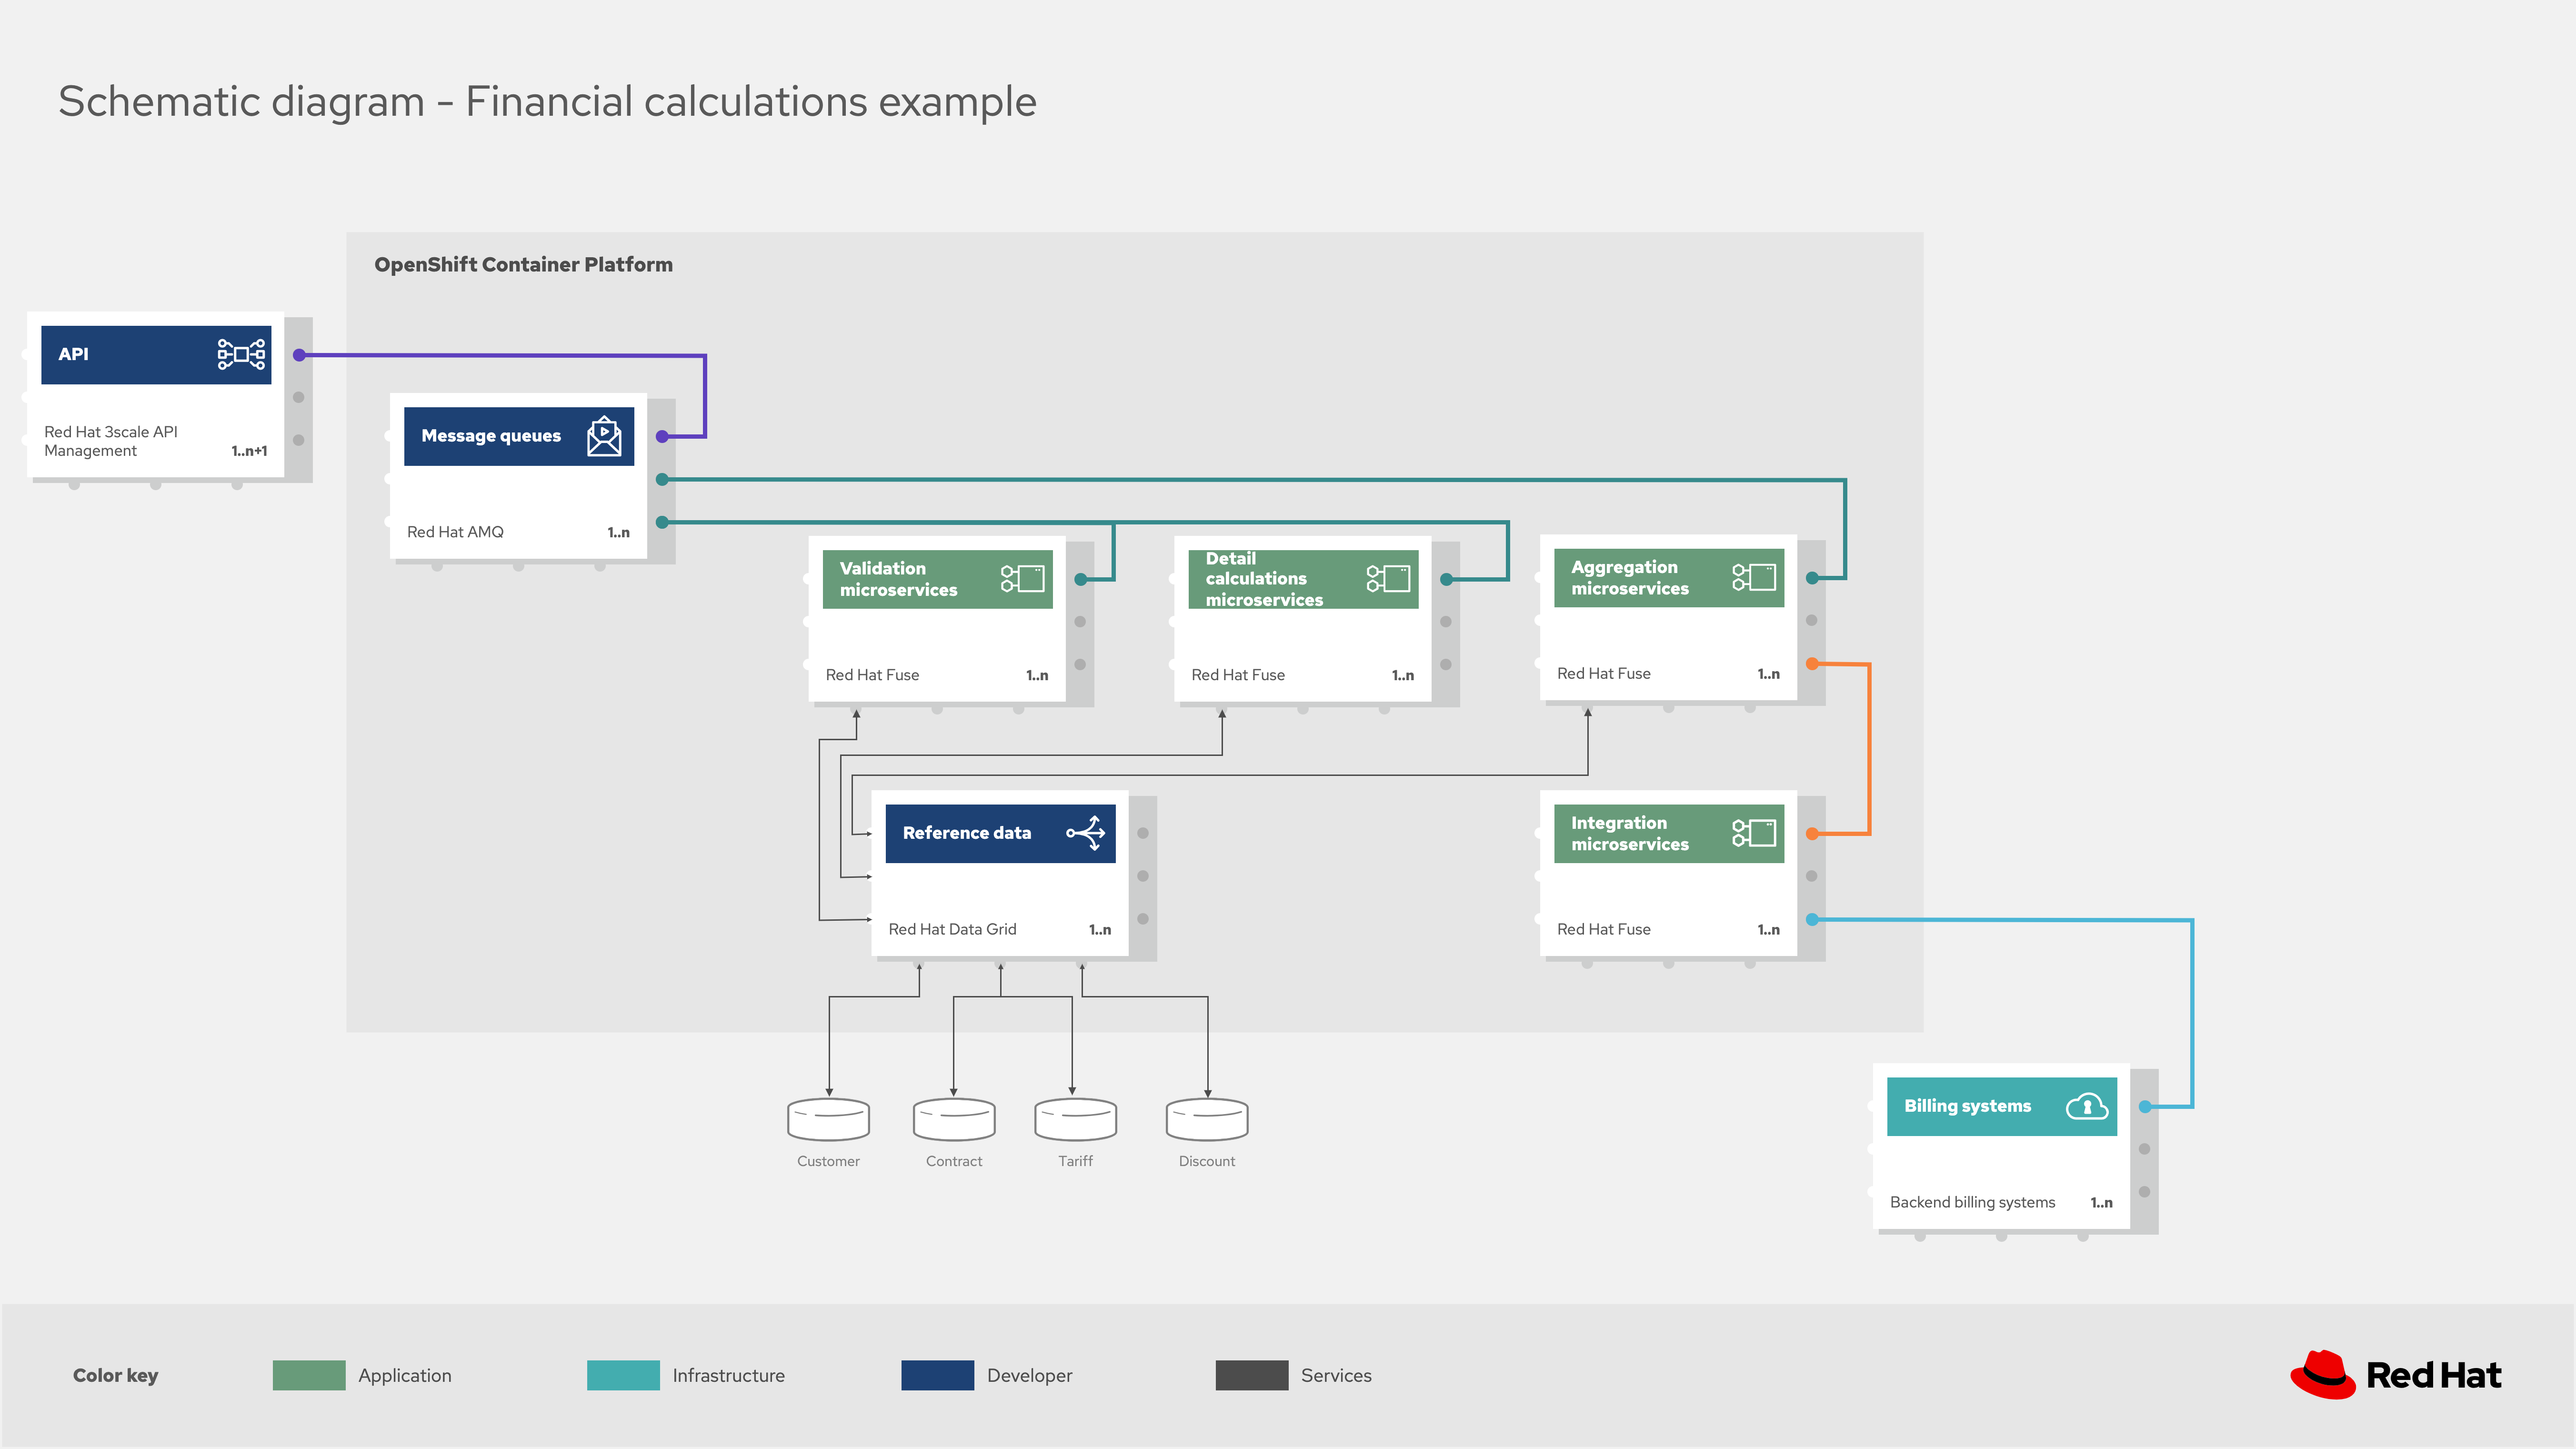 Schematic diagram - Financial calculations example
OpenShift Container Platform
API
Red Hat 3scale API
Management
1..n+1
Message queues
Red Hat AMQ
1..n
Validation
microservices
Red Hat Fuse
1..n
Detail
calculations
microservices
Red Hat Fuse
1..n
Aggregation
microservices
Red Hat Fuse
1..n
Reference data
Red Hat Data Grid
1..n
Integration
microservices
Red Hat Fuse
1..n
Customer
Contract
Tariff
Discount
Billing systems
Backend billing systems
1..n
Color key
Application
Infrastructure
Developer
Services
Red Hat